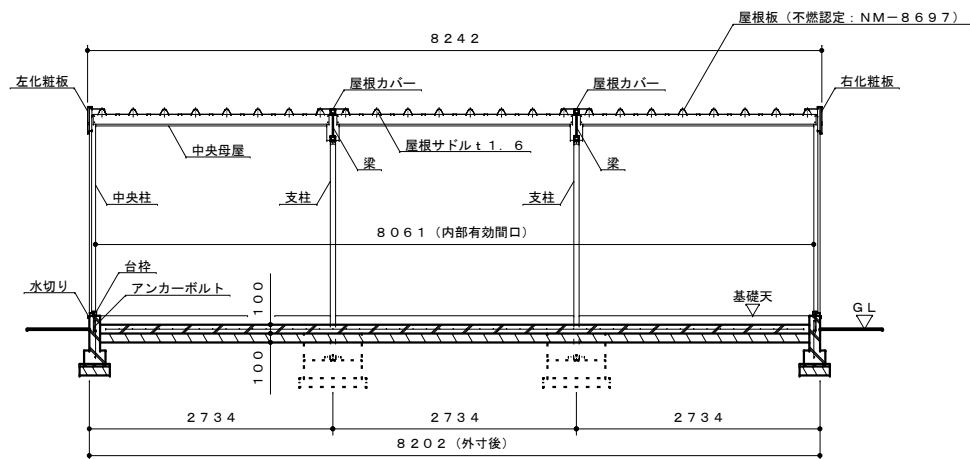 屋根板（不燃認定：NM－8697）
8242
左化粧板
屋根カバー
屋根カバー
右化粧板
中央母屋
屋根サドルt1．6
梁
梁
中央柱
支柱
支柱
8061（内部有効間口）
水切り
台枠
アンカーボルト
100
基礎天
GL
100
2734
2734
2734
8202（外寸後）